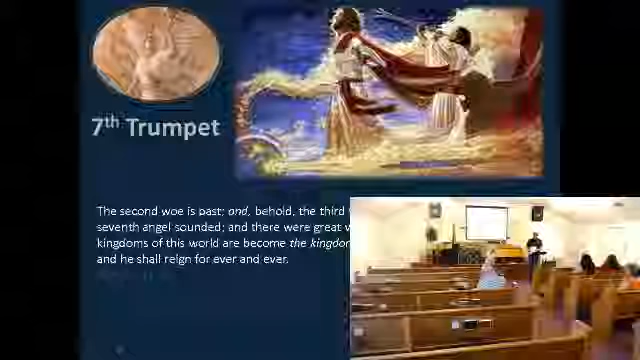 7th Trumpet
The second woe is past; and, behold, the third
seventh angel sounded; and there were great
kingdoms of this world are become the kingdom
and he shall reign for ever and ever.